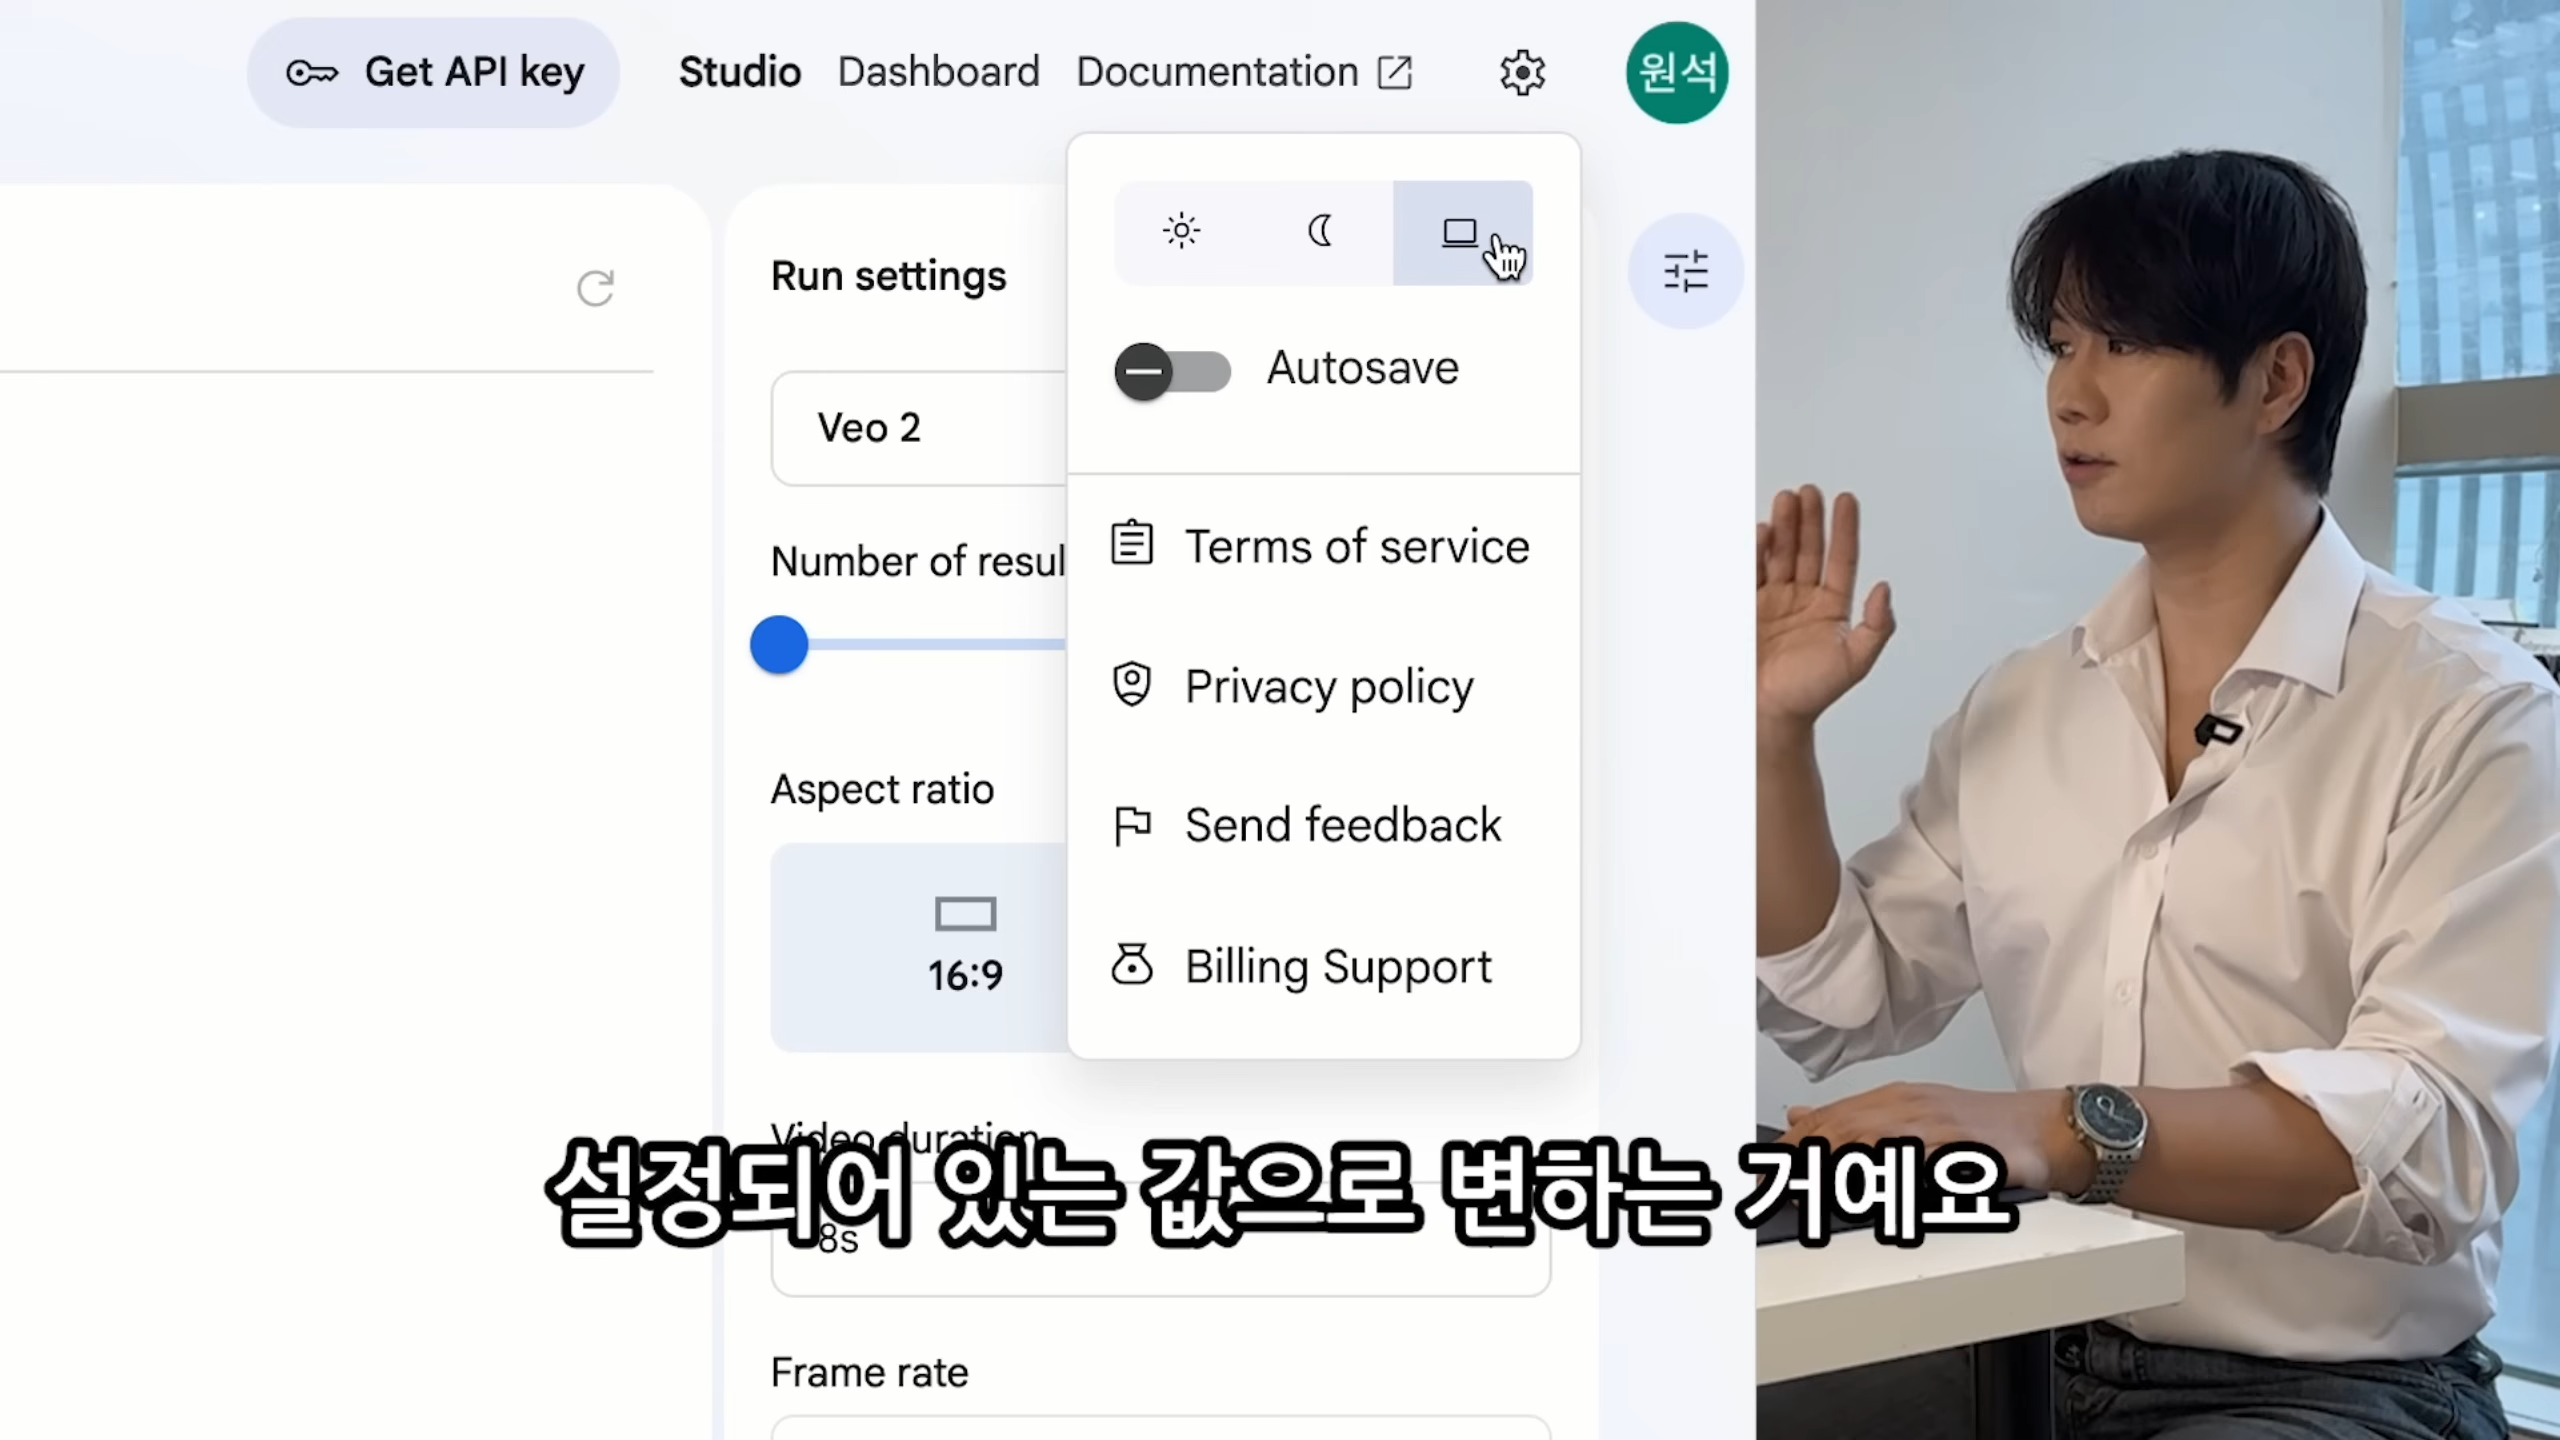 Get API key
Studio
Dashboard
Documentation
원석
Run settings
Autosave
Veo 2
Terms of service
Number of resul
Privacy policy
Aspect ratio
Send feedback
16:9
Billing Support
Video duration
설정되어 있는 값으로 변하는 거예요
8s
Frame rate